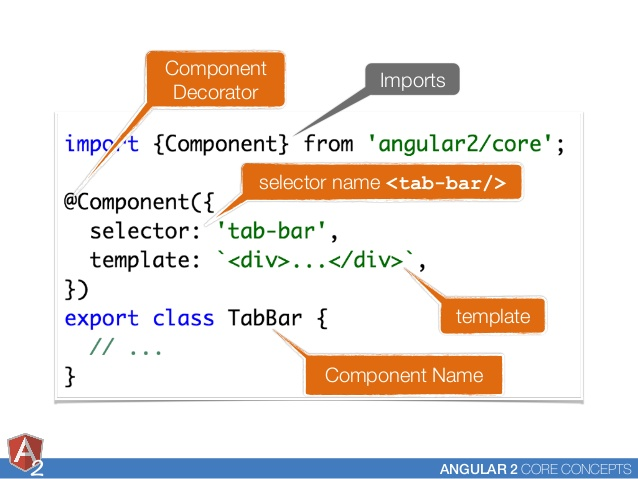 Component
Decorator
Imports
import {Component} from 'angular2/core';
selector name <tab-bar/>
@Component({
  selector: 'tab-bar',
  template: `<div>...</div>`,
})
template
export class TabBar {
  // ...
Component Name
}
A2
ANGULAR 2 CORE CONCEPTS